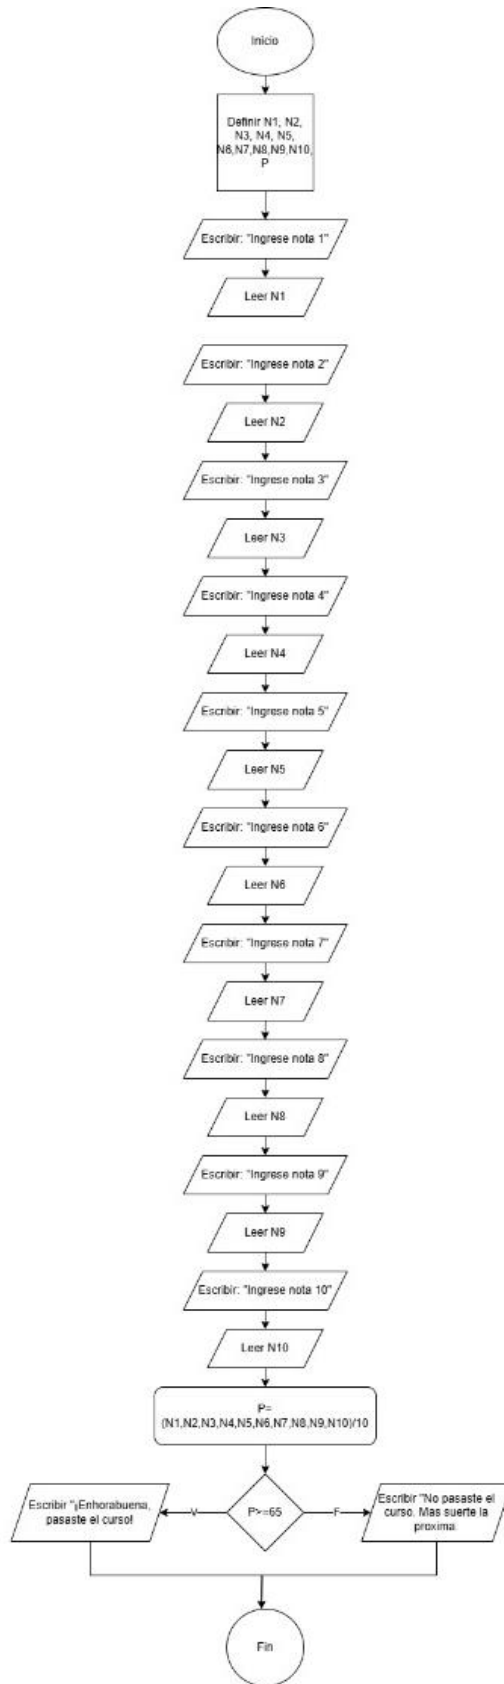 Inicio
Definir N1, N2,
N3, N4, N5,
N6,N7,N8,N9,N10,
P
Escribir: "Ingrese nota 1"
Leer N1
Escribir: "Ingrese nota 2"
Leer N2
Escribir: "Ingrese nota 3"
Leer N3
Escribir: "Ingrese nota 4"
Leer N4
Escribir: "Ingrese nota 5"
Leer N5
Escribir: "Ingrese nota 6"
Leer N6
Escribir: "Ingrese nota 7"
Leer N7
Escribir: "Ingrese nota 8"
Leer N8
Escribir: "Ingrese nota 9"
Leer N9
Escribir: "Ingrese nota 10"
Leer N10
P=
(N1,N2,N3,N4,N5,N6,N7,N8,N9,N10)/10
P>=65
V
F
Escribir "¡Enhorabuena,
pasaste el curso!
Escribir "No pasaste el
curso. Mas suerte la
proxima.
Fin